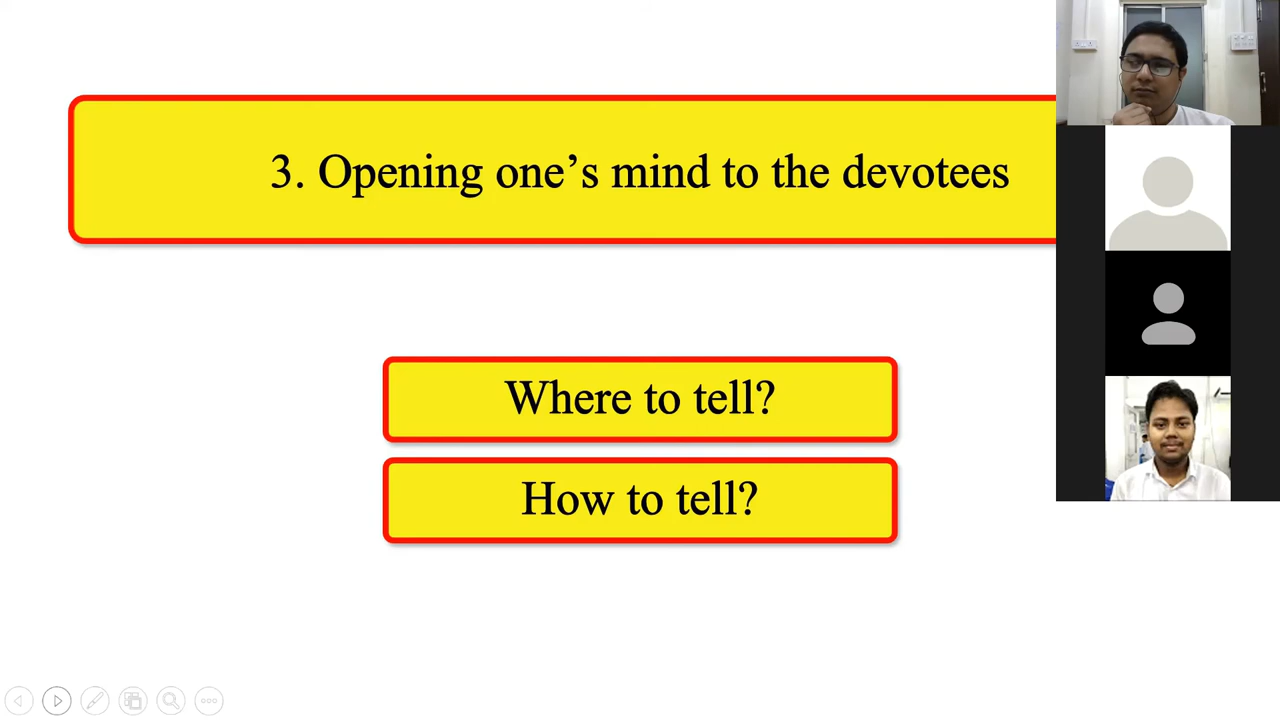 3. Opening one’s mind to the devotees
Where to tell?
How to tell?